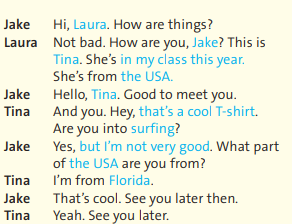 Jake Hi, Laura. How are things?
Laura Not bad. How are you, Jake? This is
Tina. She's in my class this year.
She's from the USA.
Jake Hello, Tina. Good to meet you.
Tina And you. Hey, that's a cool T-shirt.
Are you into surfing?
Jake Yes, but I'm not very good. What part
of the USA are you from?
Tina I'm from Florida.
Jake That's cool. See you later then.
Tina Yeah. See you later.